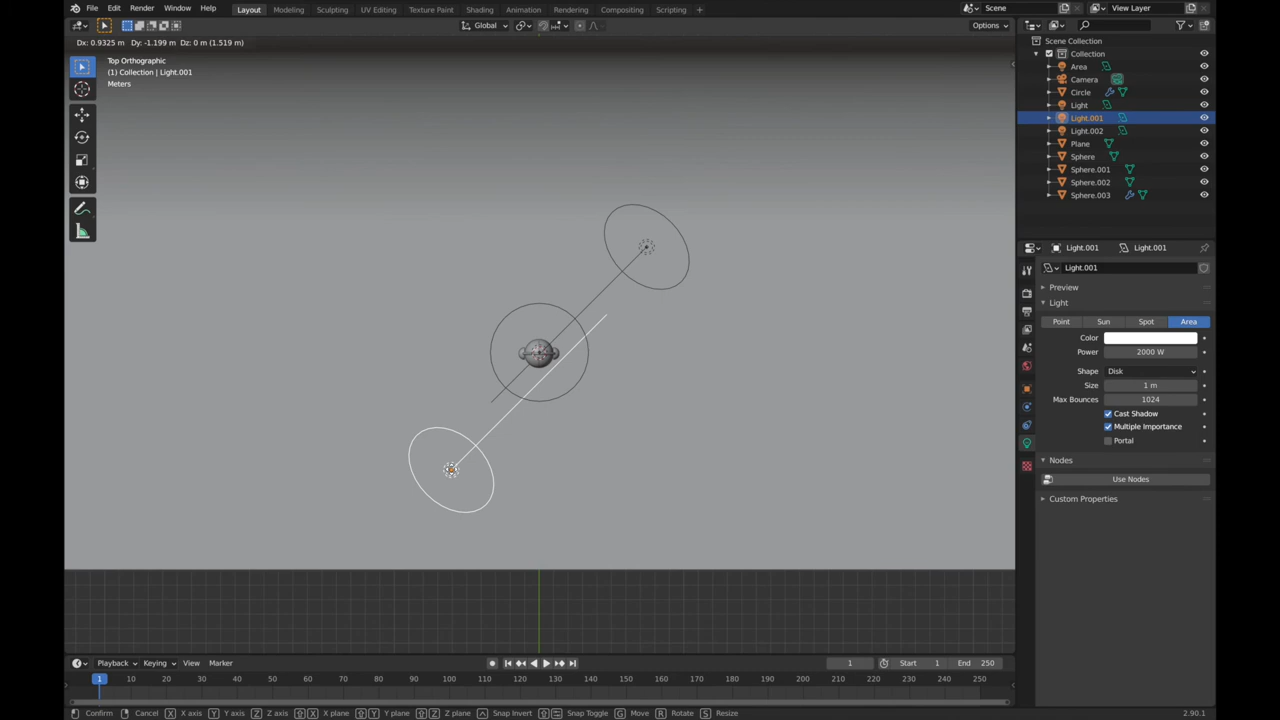 File Edit Render Window Help Layout Modeling Sculpting UV Editing Texture Paint Shading Animation Rendering Compositing Scripting + Scene View Layer
Global Options
Dx: 0.9325 m Dy: -1.199 m Dz: 0 m (1.519 m)
Top Orthographic
(1) Collection | Light.001
Meters
Scene Collection
Collection
Area
Camera
Circle
Light
Light.001
Light.002
Plane
Sphere
Sphere.001
Sphere.002
Sphere.003
Light.001 Light.001
Light.001
Preview
Light
Point Sun Spot Area
Color
Power 2000 W
Shape Disk
Size 1 m
Max Bounces 1024
Cast Shadow
Multiple Importance
Portal
Nodes
Use Nodes
Custom Properties
Playback Keying View Marker 1 Start 1 End 250
1 10 20 30 40 50 60 70 80 90 100 110 120 130 140 150 160 170 180 190 200 210 220 230 240 250
Confirm Cancel X X axis Y Y axis Z Z axis X X plane Y Y plane Z Z plane Snap Invert Snap Toggle G Move R Rotate S Resize 2.90.1